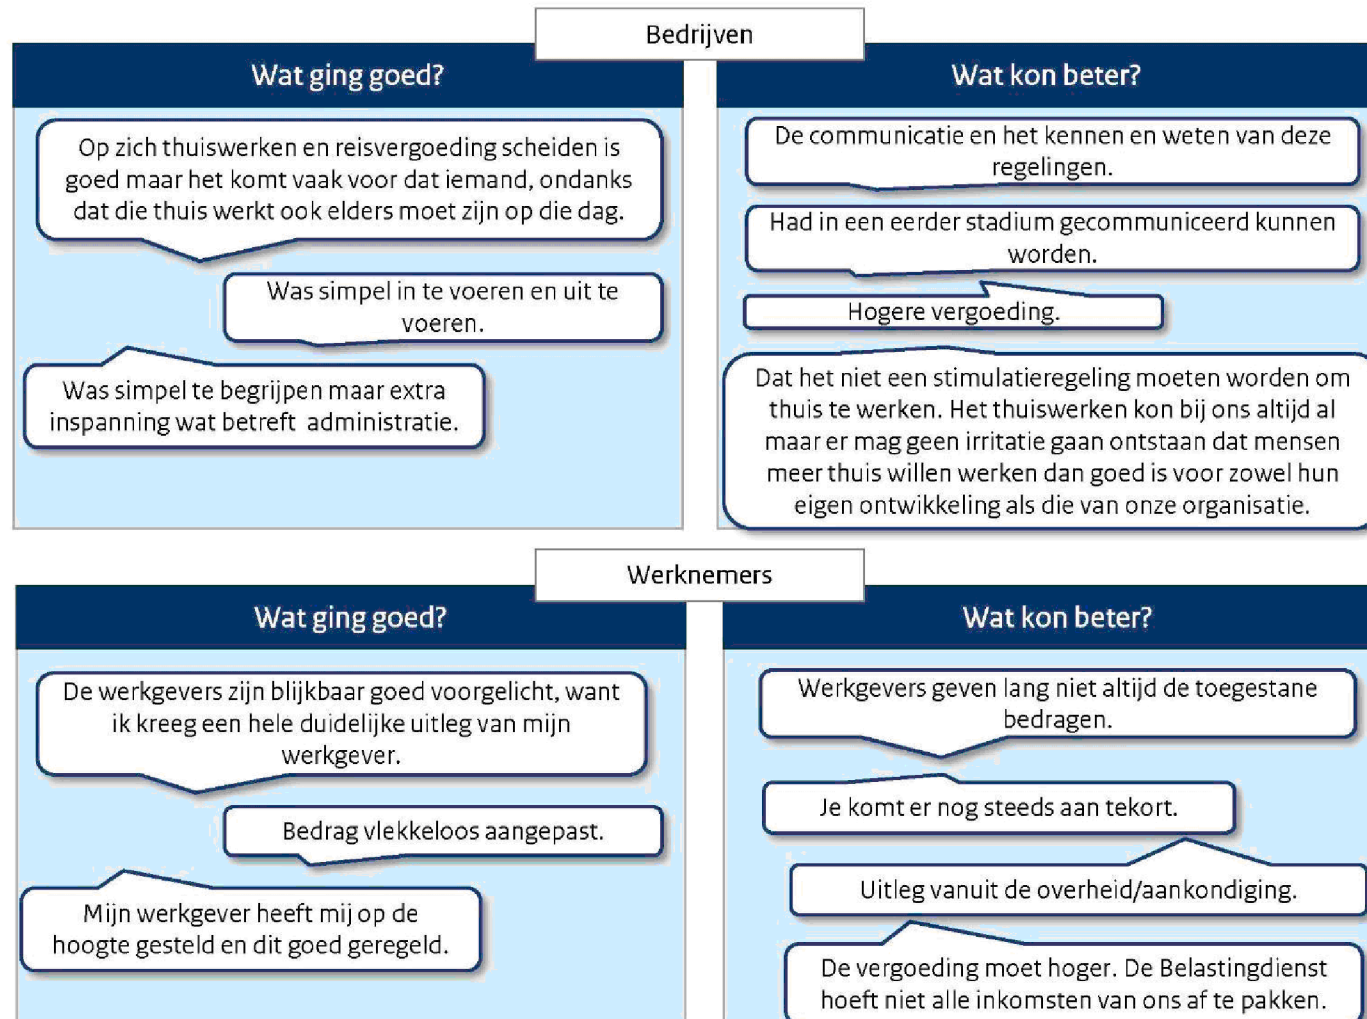 Bedrijven
Wat ging goed?
Op zich thuiswerken en reisvergoeding scheiden is
goed maar het komt vaak voor dat iemand, ondanks
dat die thuis werkt ook elders moet zijn op die dag.
Was simpel in te voeren en uit te
voeren.
Was simpel te begrijpen maar extra
inspanning wat betreft administratie.
Wat kon beter?
De communicatie en het kennen en weten van deze
regelingen.
Had in een eerder stadium gecommuniceerd kunnen
worden.
Hogere vergoeding.
Dat het niet een stimulatieregeling moeten worden om
thuis te werken. Het thuiswerken kon bij ons altijd al
maar er mag geen irritatie gaan ontstaan dat mensen
meer thuis willen werken dan goed is voor zowel hun
eigen ontwikkeling als die van onze organisatie.
Werknemers
Wat ging goed?
De werkgevers zijn blijkbaar goed voorgelicht, want
ik kreeg een hele duidelijke uitleg van mijn
werkgever.
Bedrag vlekkeloos aangepast.
Mijn werkgever heeft mij op de
hoogte gesteld en dit goed geregeld.
Wat kon beter?
Werkgevers geven lang niet altijd de toegestane
bedragen.
Je komt er nog steeds aan tekort.
Uitleg vanuit de overheid/aankondiging.
De vergoeding moet hoger. De Belastingdienst
hoeft niet alle inkomsten van ons af te pakken.